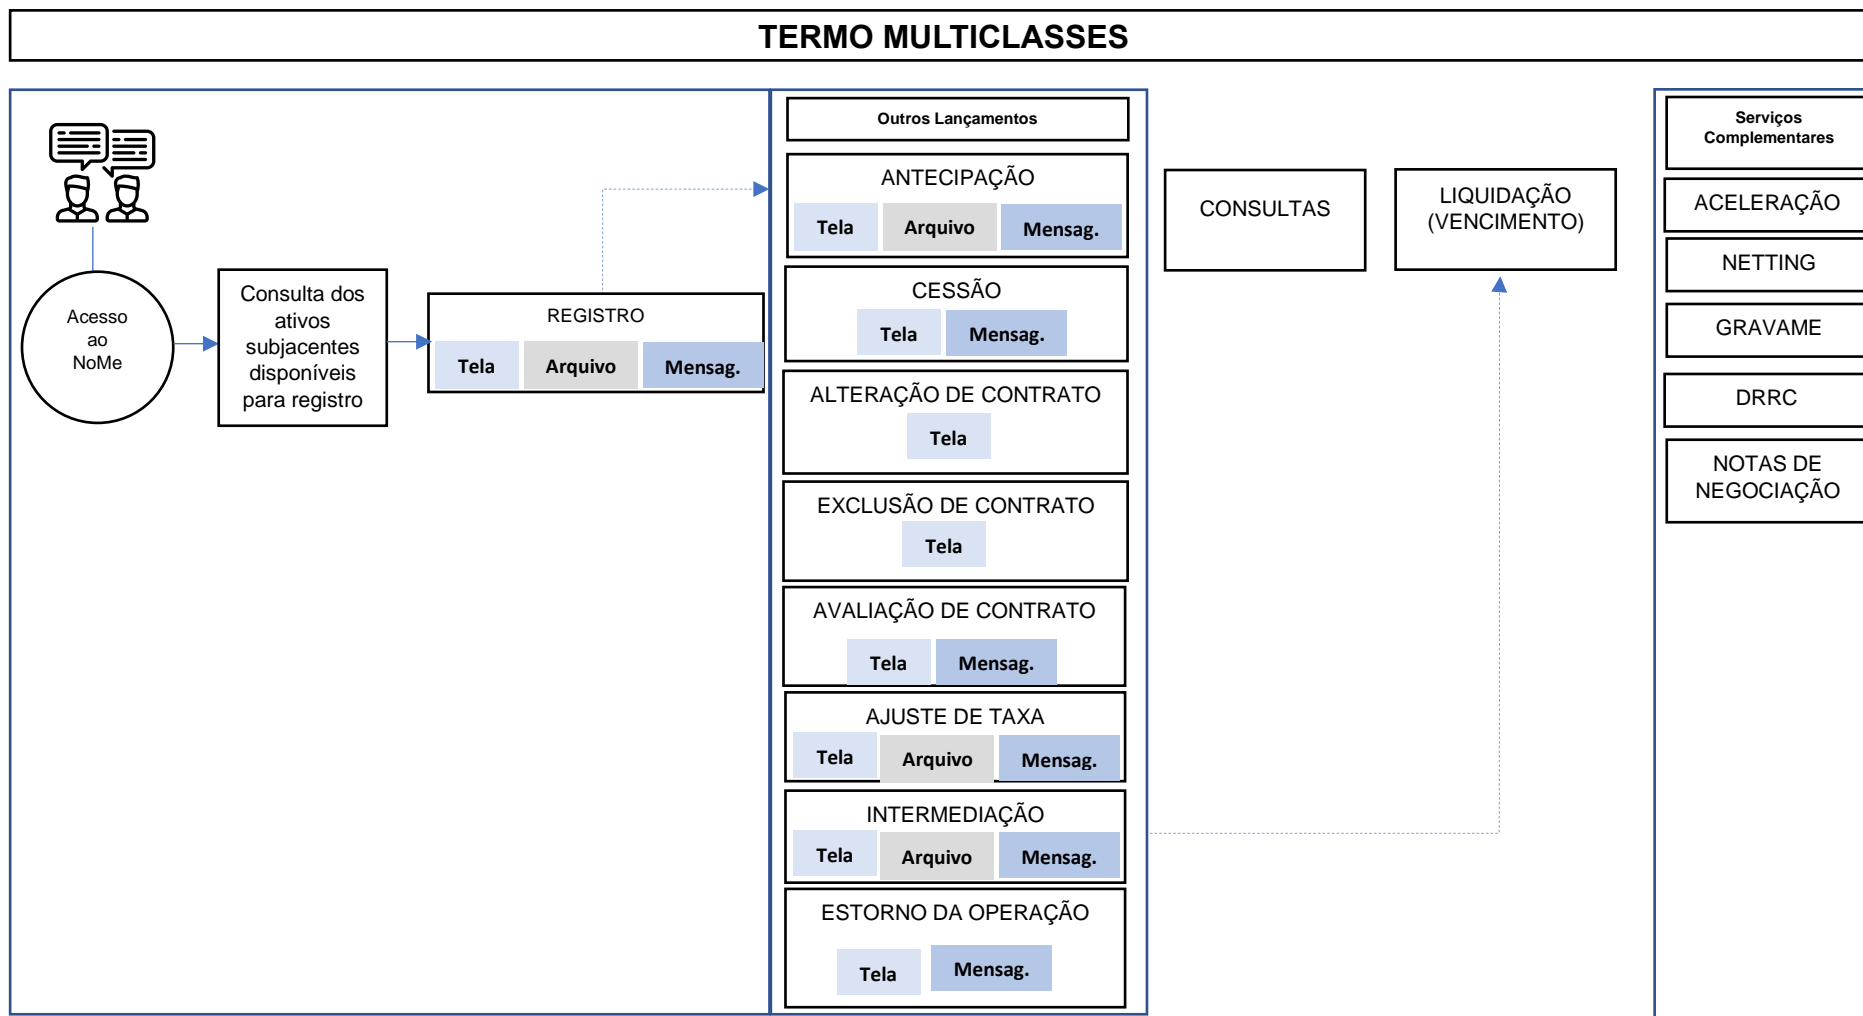 TERMO MULTICLASSES
Acesso
ao
NoMe
Consulta dos
ativos
subjacentes
disponíveis
para registro
REGISTRO
Tela Arquivo Mensag.
Outros Lançamentos
ANTECIPAÇÃO
Tela Arquivo Mensag.
CESSÃO
Tela Mensag.
ALTERAÇÃO DE CONTRATO
Tela
EXCLUSÃO DE CONTRATO
Tela
AVALIAÇÃO DE CONTRATO
Tela Mensag.
AJUSTE DE TAXA
Tela Arquivo Mensag.
INTERMEDIAÇÃO
Tela Arquivo Mensag.
ESTORNO DA OPERAÇÃO
Tela Mensag.
CONSULTAS
LIQUIDAÇÃO
(VENCIMENTO)
Serviços
Complementares
ACELERAÇÃO
NETTING
GRAVAME
DRRC
NOTAS DE
NEGOCIAÇÃO